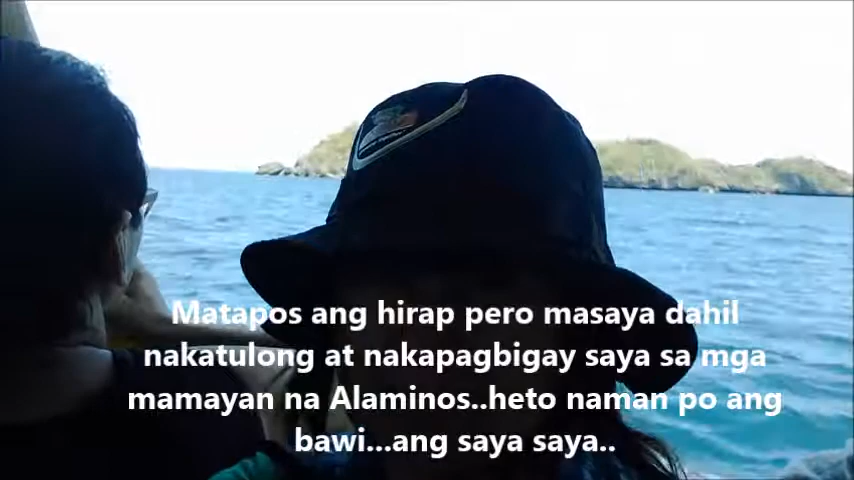 Matapos ang hirap pero masaya dahil
nakatulong at nakapagbigay saya sa mga
mamayan na Alaminos..heto naman po ang
bawi...ang saya saya..